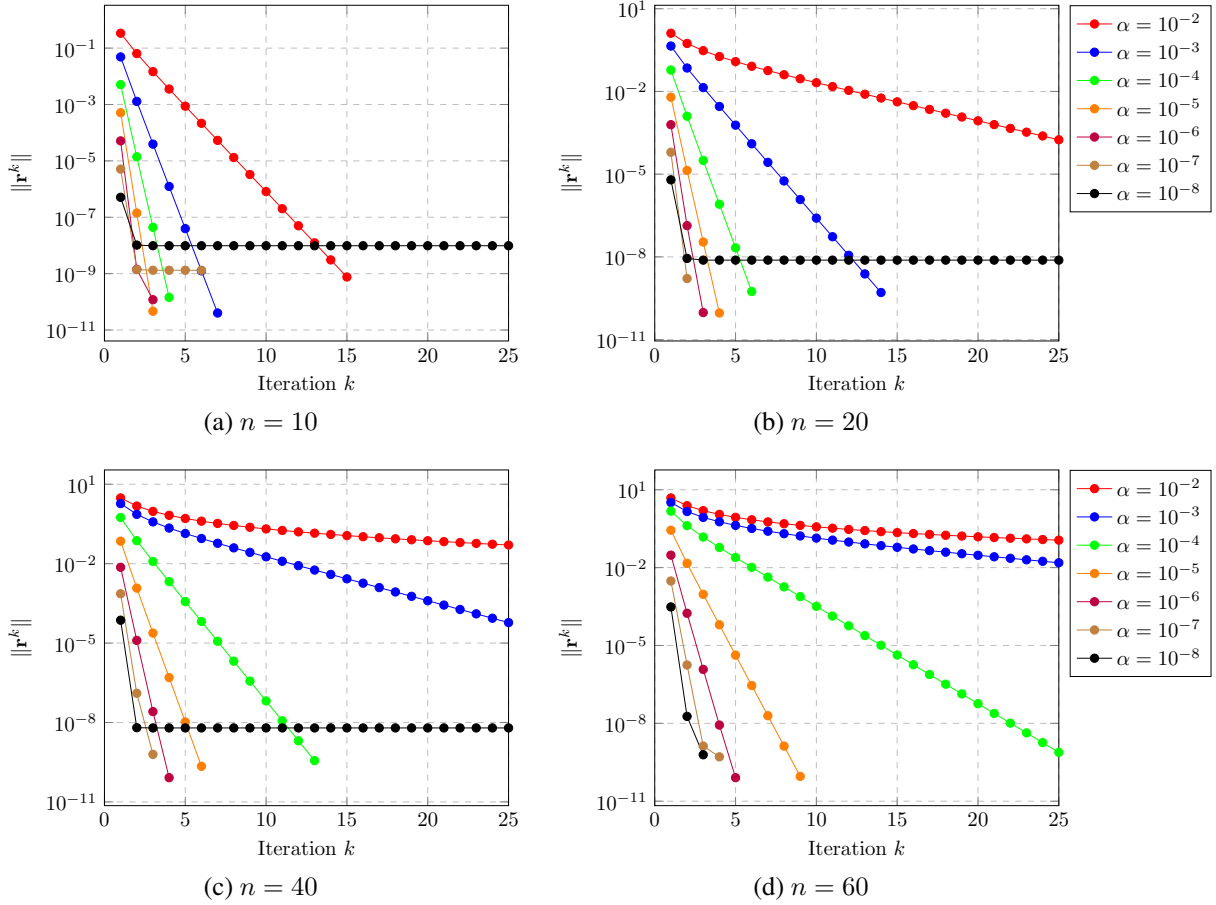 10^{-1}
10^{-3}
10^{-5}
10^{-7}
10^{-9}
10^{-11}
‖r^k‖
0 5 10 15 20 25
Iteration k
(a) n = 10
10^1
10^{-2}
10^{-5}
10^{-8}
10^{-11}
‖r^k‖
0 5 10 15 20 25
Iteration k
(b) n = 20
α = 10^{-2}
α = 10^{-3}
α = 10^{-4}
α = 10^{-5}
α = 10^{-6}
α = 10^{-7}
α = 10^{-8}
10^1
10^{-2}
10^{-5}
10^{-8}
10^{-11}
‖r^k‖
0 5 10 15 20 25
Iteration k
(c) n = 40
10^1
10^{-2}
10^{-5}
10^{-8}
10^{-11}
‖r^k‖
0 5 10 15 20 25
Iteration k
(d) n = 60
α = 10^{-2}
α = 10^{-3}
α = 10^{-4}
α = 10^{-5}
α = 10^{-6}
α = 10^{-7}
α = 10^{-8}